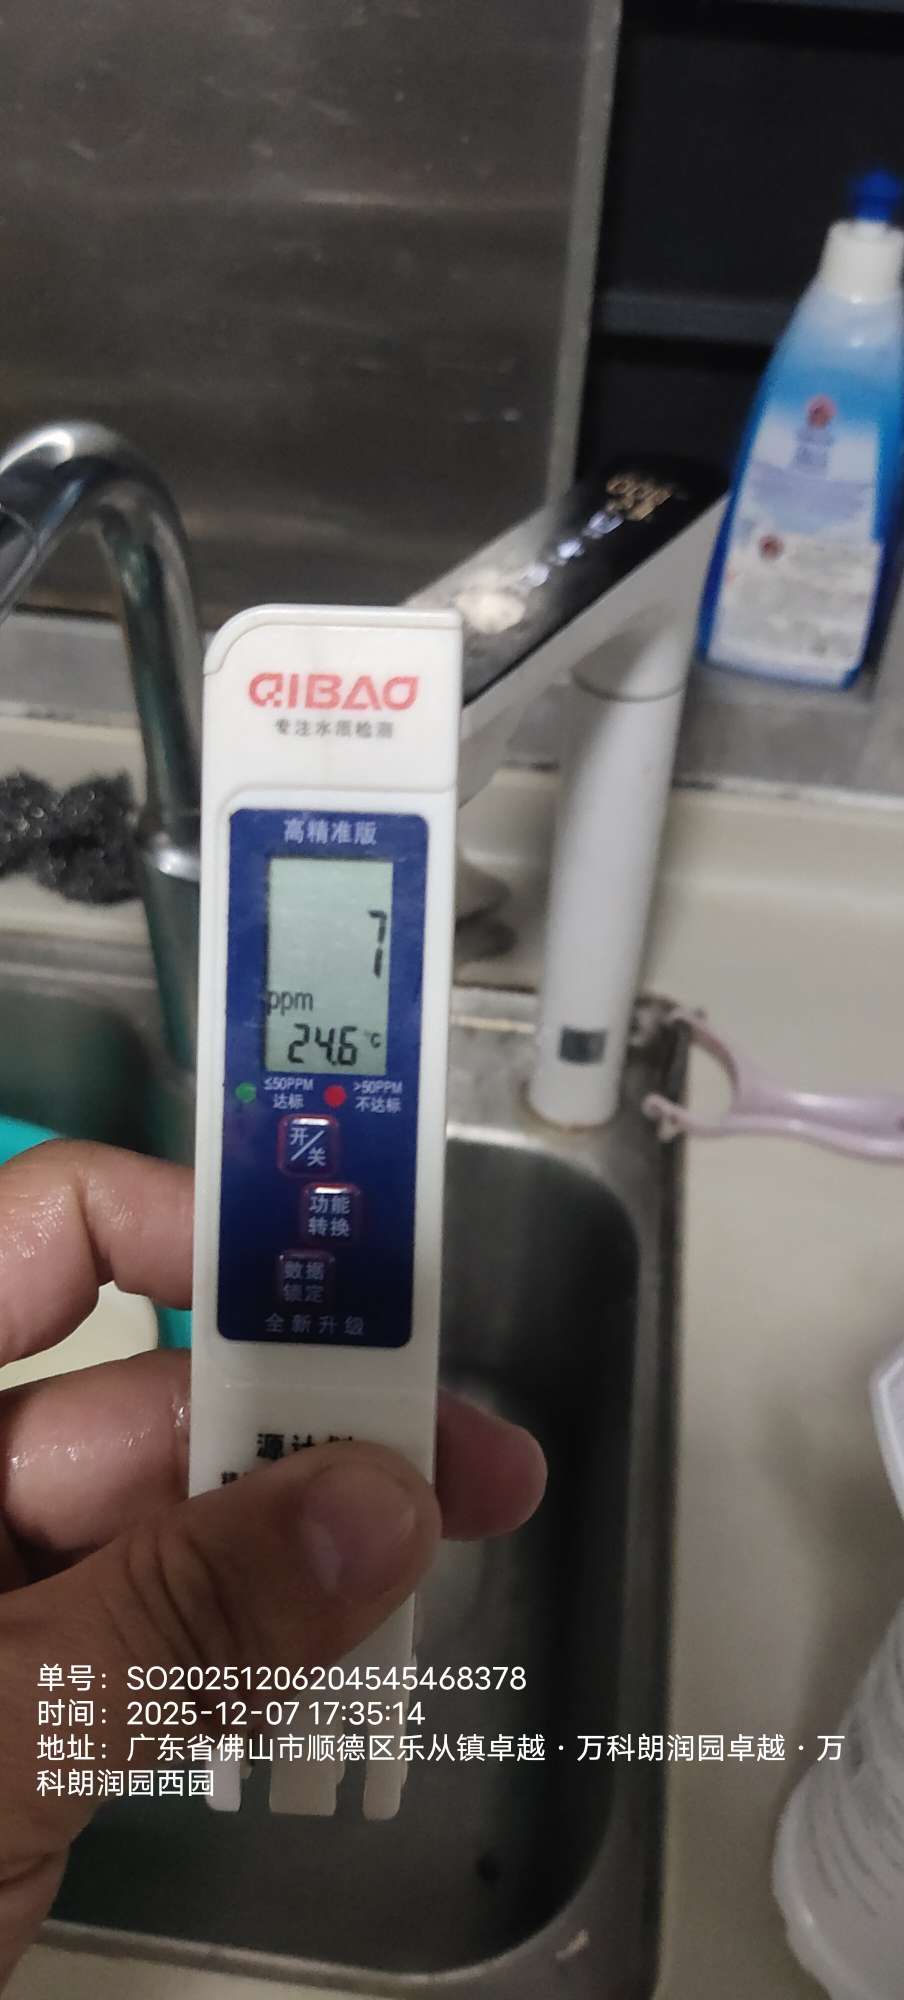 QIBAO
专注水质检测
高精准版
7
ppm
24.6 ℃
≤50PPM
达标
>50PPM
不达标
开/关
功能
转换
数据
锁定
全新升级
源达
单号：SO20251206204545468378
时间：2025-12-07 17:35:14
地址：广东省佛山市顺德区乐从镇卓越·万科朗润园卓越·万
科朗润园西园